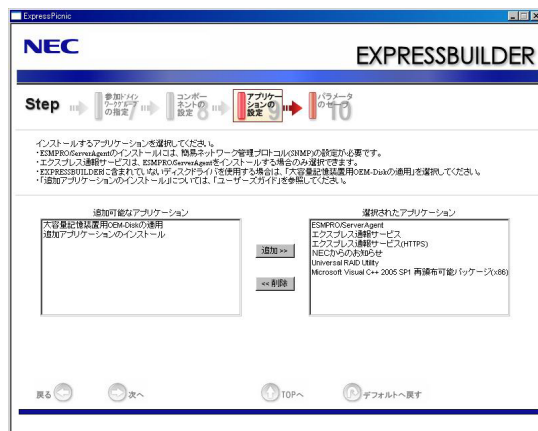 ExpressPicnic
NEC
EXPRESSBUILDER
Step
参加ドメイン
ワークグループ
の指定 7
コンポー
ネントの
設定 8
アプリケー
ションの
設定 9
パラメータ
のセーブ
10
インストールするアプリケーションを選択してください。
・ESMPRO/ServerAgentのインストールには、簡易ネットワーク管理プロトコル(SNMP)の設定が必要です。
・エクスプレス通報サービスは、ESMPRO/ServerAgentをインストールする場合のみ選択できます。
・EXPRESSBUILDERに含まれていないディスクドライバを使用する場合は、「大容量記憶装置用OEM-Diskの適用」を選択してください。
・「追加アプリケーションのインストール」については、「ユーザーズガイド」を参照してください。
追加可能なアプリケーション
大容量記憶装置用OEM-Diskの適用
追加アプリケーションのインストール
追加 >>
<< 削除
選択されたアプリケーション
ESMPRO/ServerAgent
エクスプレス通報サービス
エクスプレス通報サービス(HTTPS)
NECからのお知らせ
Universal RAID Utility
Microsoft Visual C++ 2005 SP1 再頒布可能パッケージ(x86)
戻る
次へ
TOPへ
デフォルトへ戻す